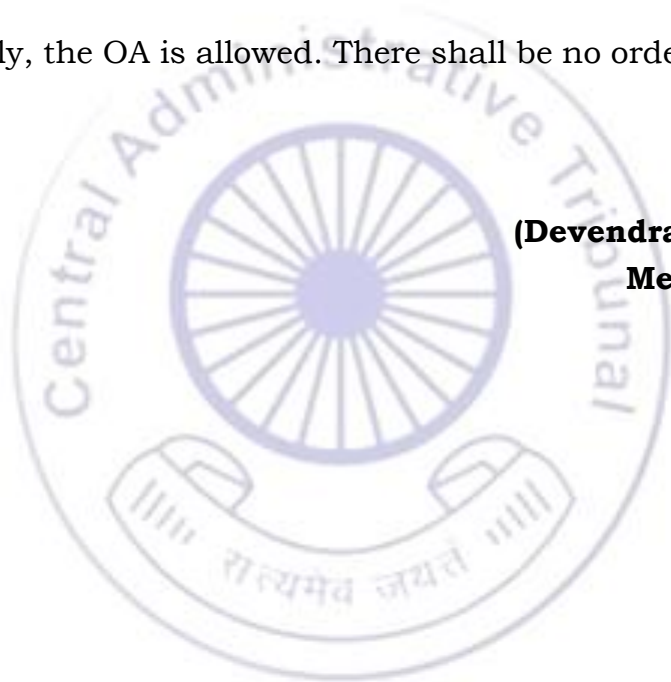 ly, the OA is allowed. There shall be no orde
(Devendra
Me
Central Administrative Tribunal
सत्यमेव जयते